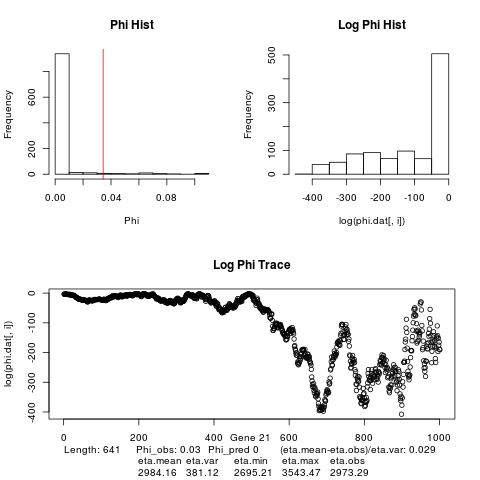 Phi Hist
Log Phi Hist
Frequency
0 200 600
0.00 0.04 0.08
Phi
Frequency
0 100 300 500
-400 -300 -200 -100 0
log(phi.dat[, i])
Log Phi Trace
log(phi.dat[, i])
0 -100 -200 -300 -400
0 200 400 600 800 1000
Gene 21
Length: 641 Phi_obs: 0.03 Phi_pred 0 (eta.mean-eta.obs)/eta.var: 0.029
eta.mean eta.var eta.min eta.max eta.obs
2984.16 381.12 2695.21 3543.47 2973.29